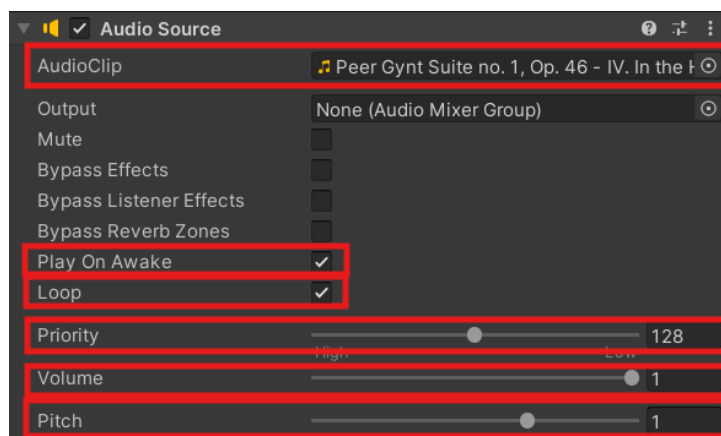 Audio Source
AudioClip Peer Gynt Suite no. 1, Op. 46 - IV. In the H
Output None (Audio Mixer Group)
Mute
Bypass Effects
Bypass Listener Effects
Bypass Reverb Zones
Play On Awake
Loop
Priority 128
High Low
Volume 1
Pitch 1